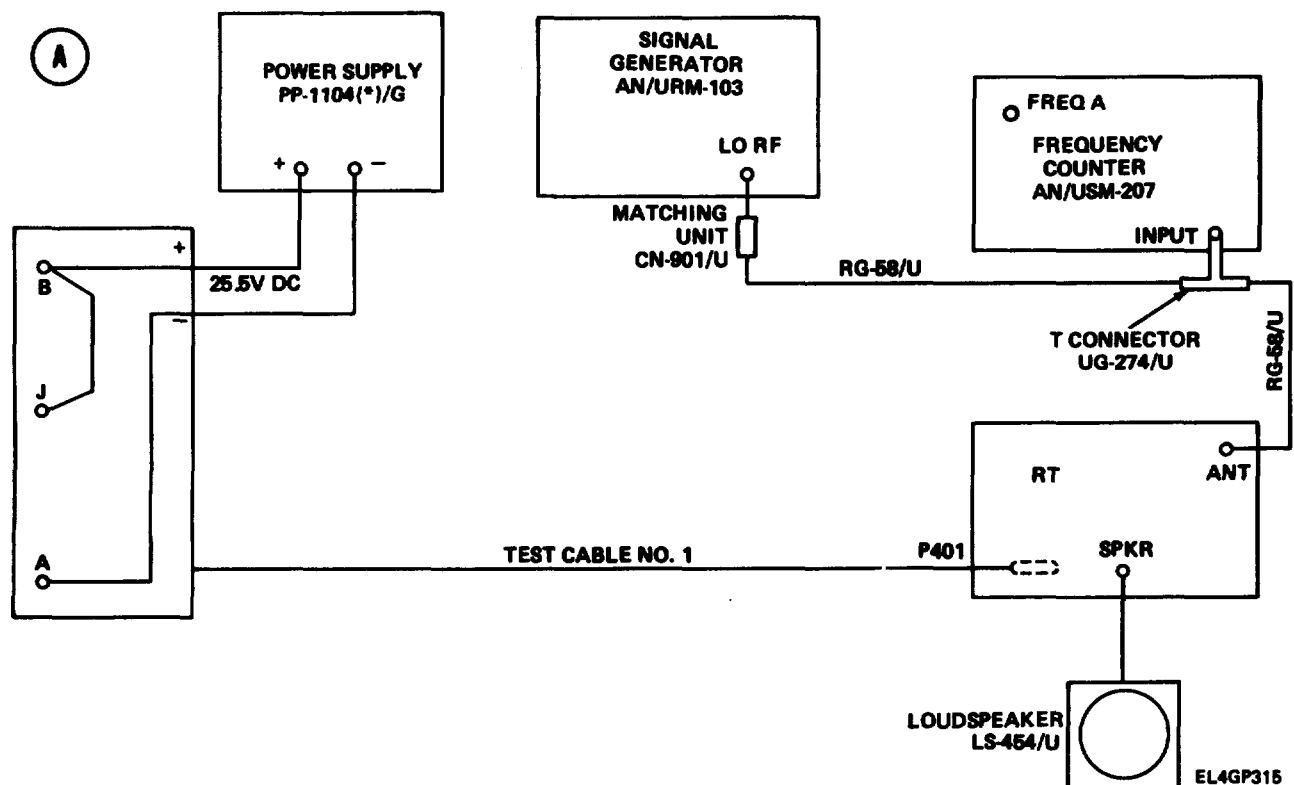 A
POWER SUPPLY
PP-1104(*)/G
+ −
SIGNAL
GENERATOR
AN/URM-103
LO RF
MATCHING
UNIT
CN-901/U
RG-58/U
FREQ A
FREQUENCY
COUNTER
AN/USM-207
INPUT
T CONNECTOR
UG-274/U
RG-58/U
+
B
25.5V DC
−
J
A
TEST CABLE NO. 1
P401
RT
ANT
SPKR
LOUDSPEAKER
LS-454/U
EL4GP315